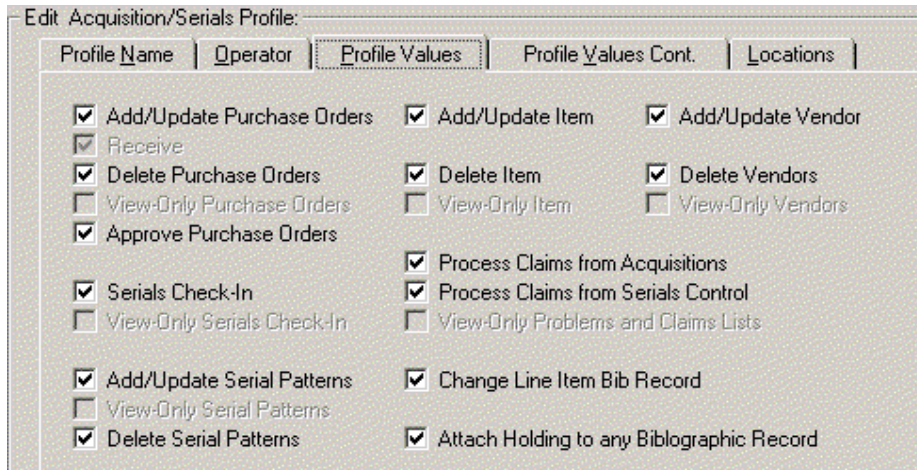 Edit Acquisition/Serials Profile:
Profile Name Operator Profile Values Profile Values Cont. Locations
Add/Update Purchase Orders Add/Update Item Add/Update Vendor
Receive
Delete Purchase Orders Delete Item Delete Vendors
View-Only Purchase Orders View-Only Item View-Only Vendors
Approve Purchase Orders
Process Claims from Acquisitions
Serials Check-In Process Claims from Serials Control
View-Only Serials Check-In View-Only Problems and Claims Lists
Add/Update Serial Patterns Change Line Item Bib Record
View-Only Serial Patterns
Delete Serial Patterns Attach Holding to any Biblographic Record